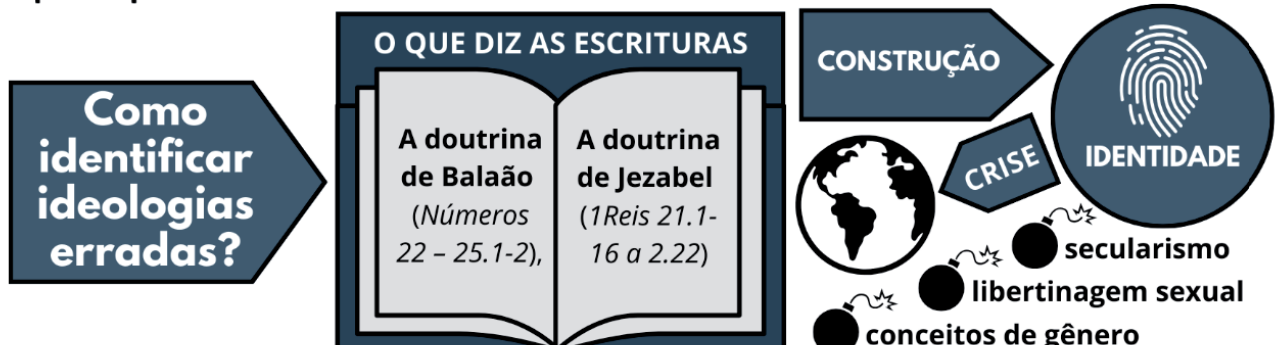 Como
identificar
ideologias
erradas?
O QUE DIZ AS ESCRITURAS
A doutrina
de Balaão
(Números
22 – 25.1-2),
A doutrina
de Jezabel
(1Reis 21.1-
16 a 2.22)
CONSTRUÇÃO
IDENTIDADE
CRISE
secularismo
libertinagem sexual
conceitos de gênero